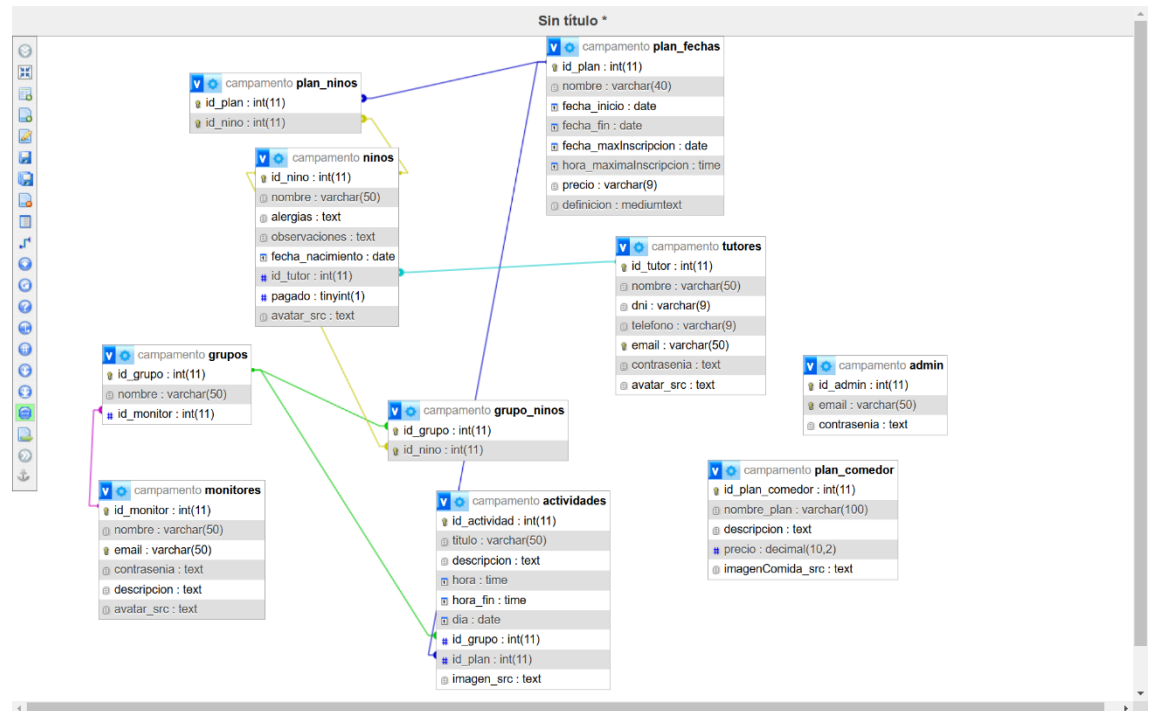 Sin título *
campamento plan_fechas
id_plan : int(11)
nombre : varchar(40)
fecha_inicio : date
fecha_fin : date
fecha_maxInscripcion : date
hora_maximaInscripcion : time
precio : varchar(9)
definicion : mediumtext
campamento plan_ninos
id_plan : int(11)
id_nino : int(11)
campamento ninos
id_nino : int(11)
nombre : varchar(50)
alergias : text
observaciones : text
fecha_nacimiento : date
id_tutor : int(11)
pagado : tinyint(1)
avatar_src : text
campamento tutores
id_tutor : int(11)
nombre : varchar(50)
dni : varchar(9)
telefono : varchar(9)
email : varchar(50)
contrasenia : text
avatar_src : text
campamento grupos
id_grupo : int(11)
nombre : varchar(50)
id_monitor : int(11)
campamento admin
id_admin : int(11)
email : varchar(50)
contrasenia : text
campamento grupo_ninos
id_grupo : int(11)
id_nino : int(11)
campamento plan_comedor
id_plan_comedor : int(11)
nombre_plan : varchar(100)
descripcion : text
precio : decimal(10,2)
imagenComida_src : text
campamento monitores
id_monitor : int(11)
nombre : varchar(50)
email : varchar(50)
contrasenia : text
descripcion : text
avatar_src : text
campamento actividades
id_actividad : int(11)
titulo : varchar(50)
descripcion : text
hora : time
hora_fin : time
dia : date
id_grupo : int(11)
id_plan : int(11)
imagen_src : text